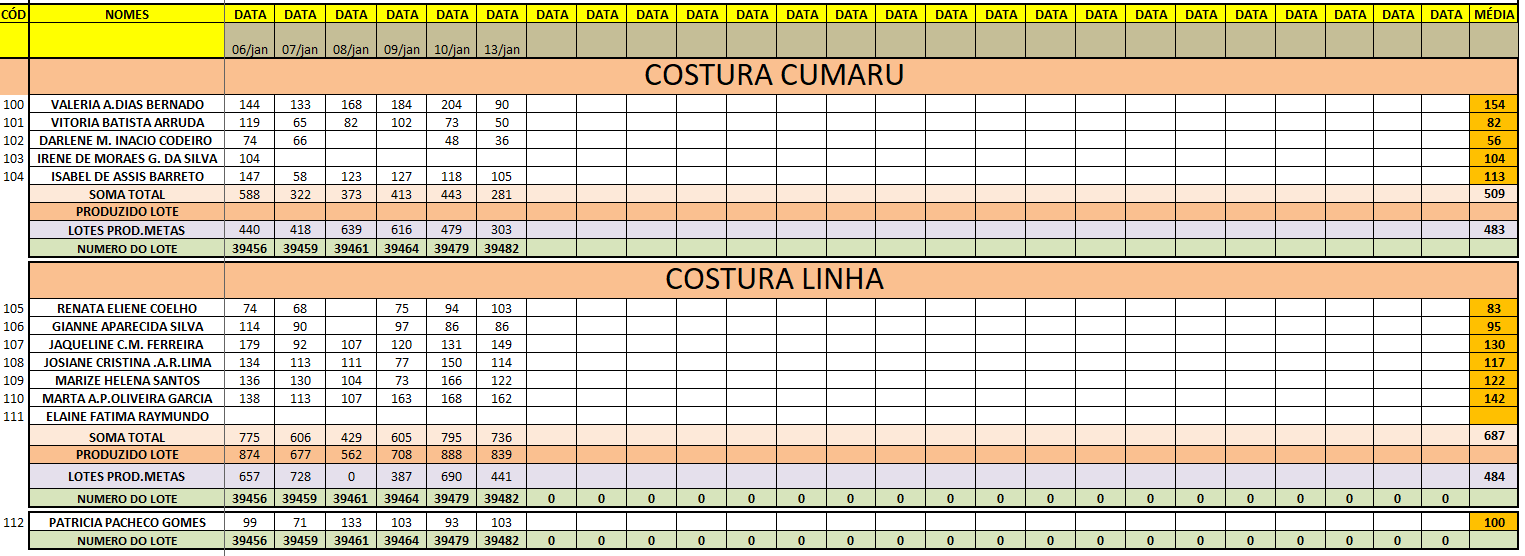 CÓD NOMES DATA DATA DATA DATA DATA DATA DATA DATA DATA DATA DATA DATA DATA DATA DATA DATA DATA DATA DATA DATA DATA DATA DATA DATA DATA MÉDIA
06/jan 07/jan 08/jan 09/jan 10/jan 13/jan
COSTURA CUMARU
100 VALERIA A.DIAS BERNADO 144 133 168 184 204 90 154
101 VITORIA BATISTA ARRUDA 119 65 82 102 73 50 82
102 DARLENE M. INACIO CODEIRO 74 66 48 36 56
103 IRENE DE MORAES G. DA SILVA 104 104
104 ISABEL DE ASSIS BARRETO 147 58 123 127 118 105 113
SOMA TOTAL 588 322 373 413 443 281 509
PRODUZIDO LOTE
LOTES PROD.METAS 440 418 639 616 479 303 483
NUMERO DO LOTE 39456 39459 39461 39464 39479 39482
COSTURA LINHA
105 RENATA ELIENE COELHO 74 68 75 94 103 83
106 GIANNE APARECIDA SILVA 114 90 97 86 86 95
107 JAQUELINE C.M. FERREIRA 179 92 107 120 131 149 130
108 JOSIANE CRISTINA .A.R.LIMA 134 113 111 77 150 114 117
109 MARIZE HELENA SANTOS 136 130 104 73 166 122 122
110 MARTA A.P.OLIVEIRA GARCIA 138 113 107 163 168 162 142
111 ELAINE FATIMA RAYMUNDO
SOMA TOTAL 775 606 429 605 795 736 687
PRODUZIDO LOTE 874 677 562 708 888 839
LOTES PROD.METAS 657 728 0 387 690 441 484
NUMERO DO LOTE 39456 39459 39461 39464 39479 39482 0 0 0 0 0 0 0 0 0 0 0 0 0 0 0 0 0 0 0
112 PATRICIA PACHECO GOMES 99 71 133 103 93 103 100
NUMERO DO LOTE 39456 39459 39461 39464 39479 39482 0 0 0 0 0 0 0 0 0 0 0 0 0 0 0 0 0 0 0